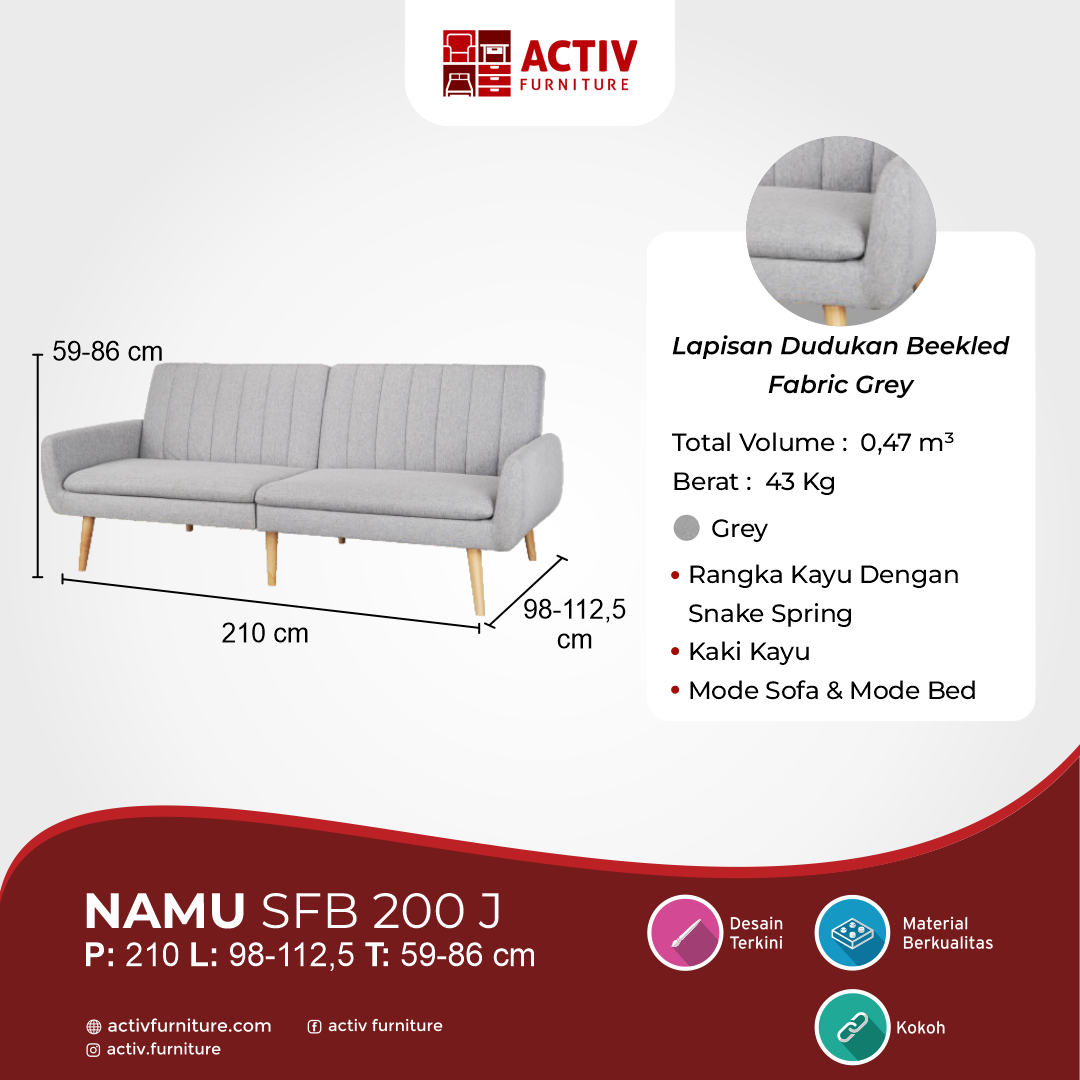 ACTIV
FURNITURE
59-86 cm
210 cm
98-112,5
cm
Lapisan Dudukan Beekled
Fabric Grey
Total Volume : 0,47 m³
Berat : 43 Kg
Grey
• Rangka Kayu Dengan
Snake Spring
• Kaki Kayu
• Mode Sofa & Mode Bed
NAMU SFB 200 J
P: 210 L: 98-112,5 T: 59-86 cm
Desain
Terkini
Material
Berkualitas
Kokoh
activfurniture.com
activ furniture
activ.furniture